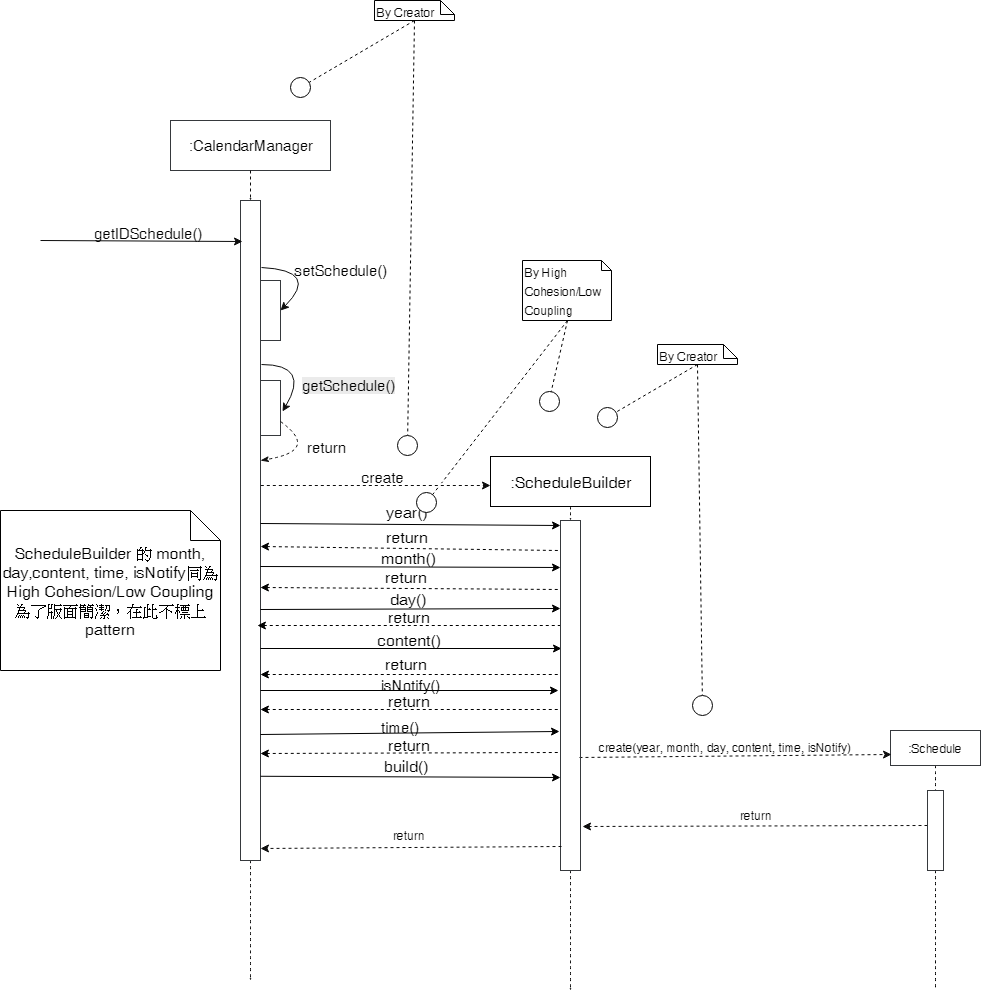 By Creator
:CalendarManager
getIDSchedule()
setSchedule()
By High
Cohesion/Low
Coupling
By Creator
getSchedule()
return
create
:ScheduleBuilder
year()
return
ScheduleBuilder 的 month,
day,content, time, isNotify同為
High Cohesion/Low Coupling
為了版面簡潔，在此不標上
pattern
month()
return
day()
return
content()
return
isNotify()
return
time()
return
create(year, month, day, content, time, isNotify)
:Schedule
build()
return
return